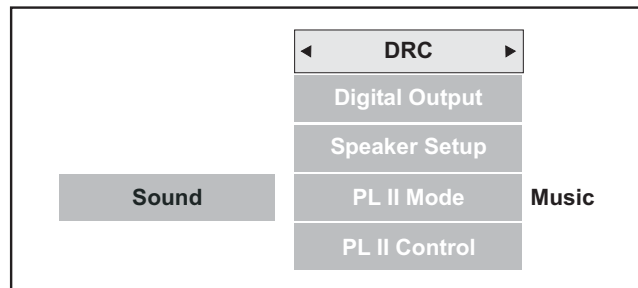 ◄ DRC ►
Digital Output
Speaker Setup
Sound PL II Mode Music
PL II Control